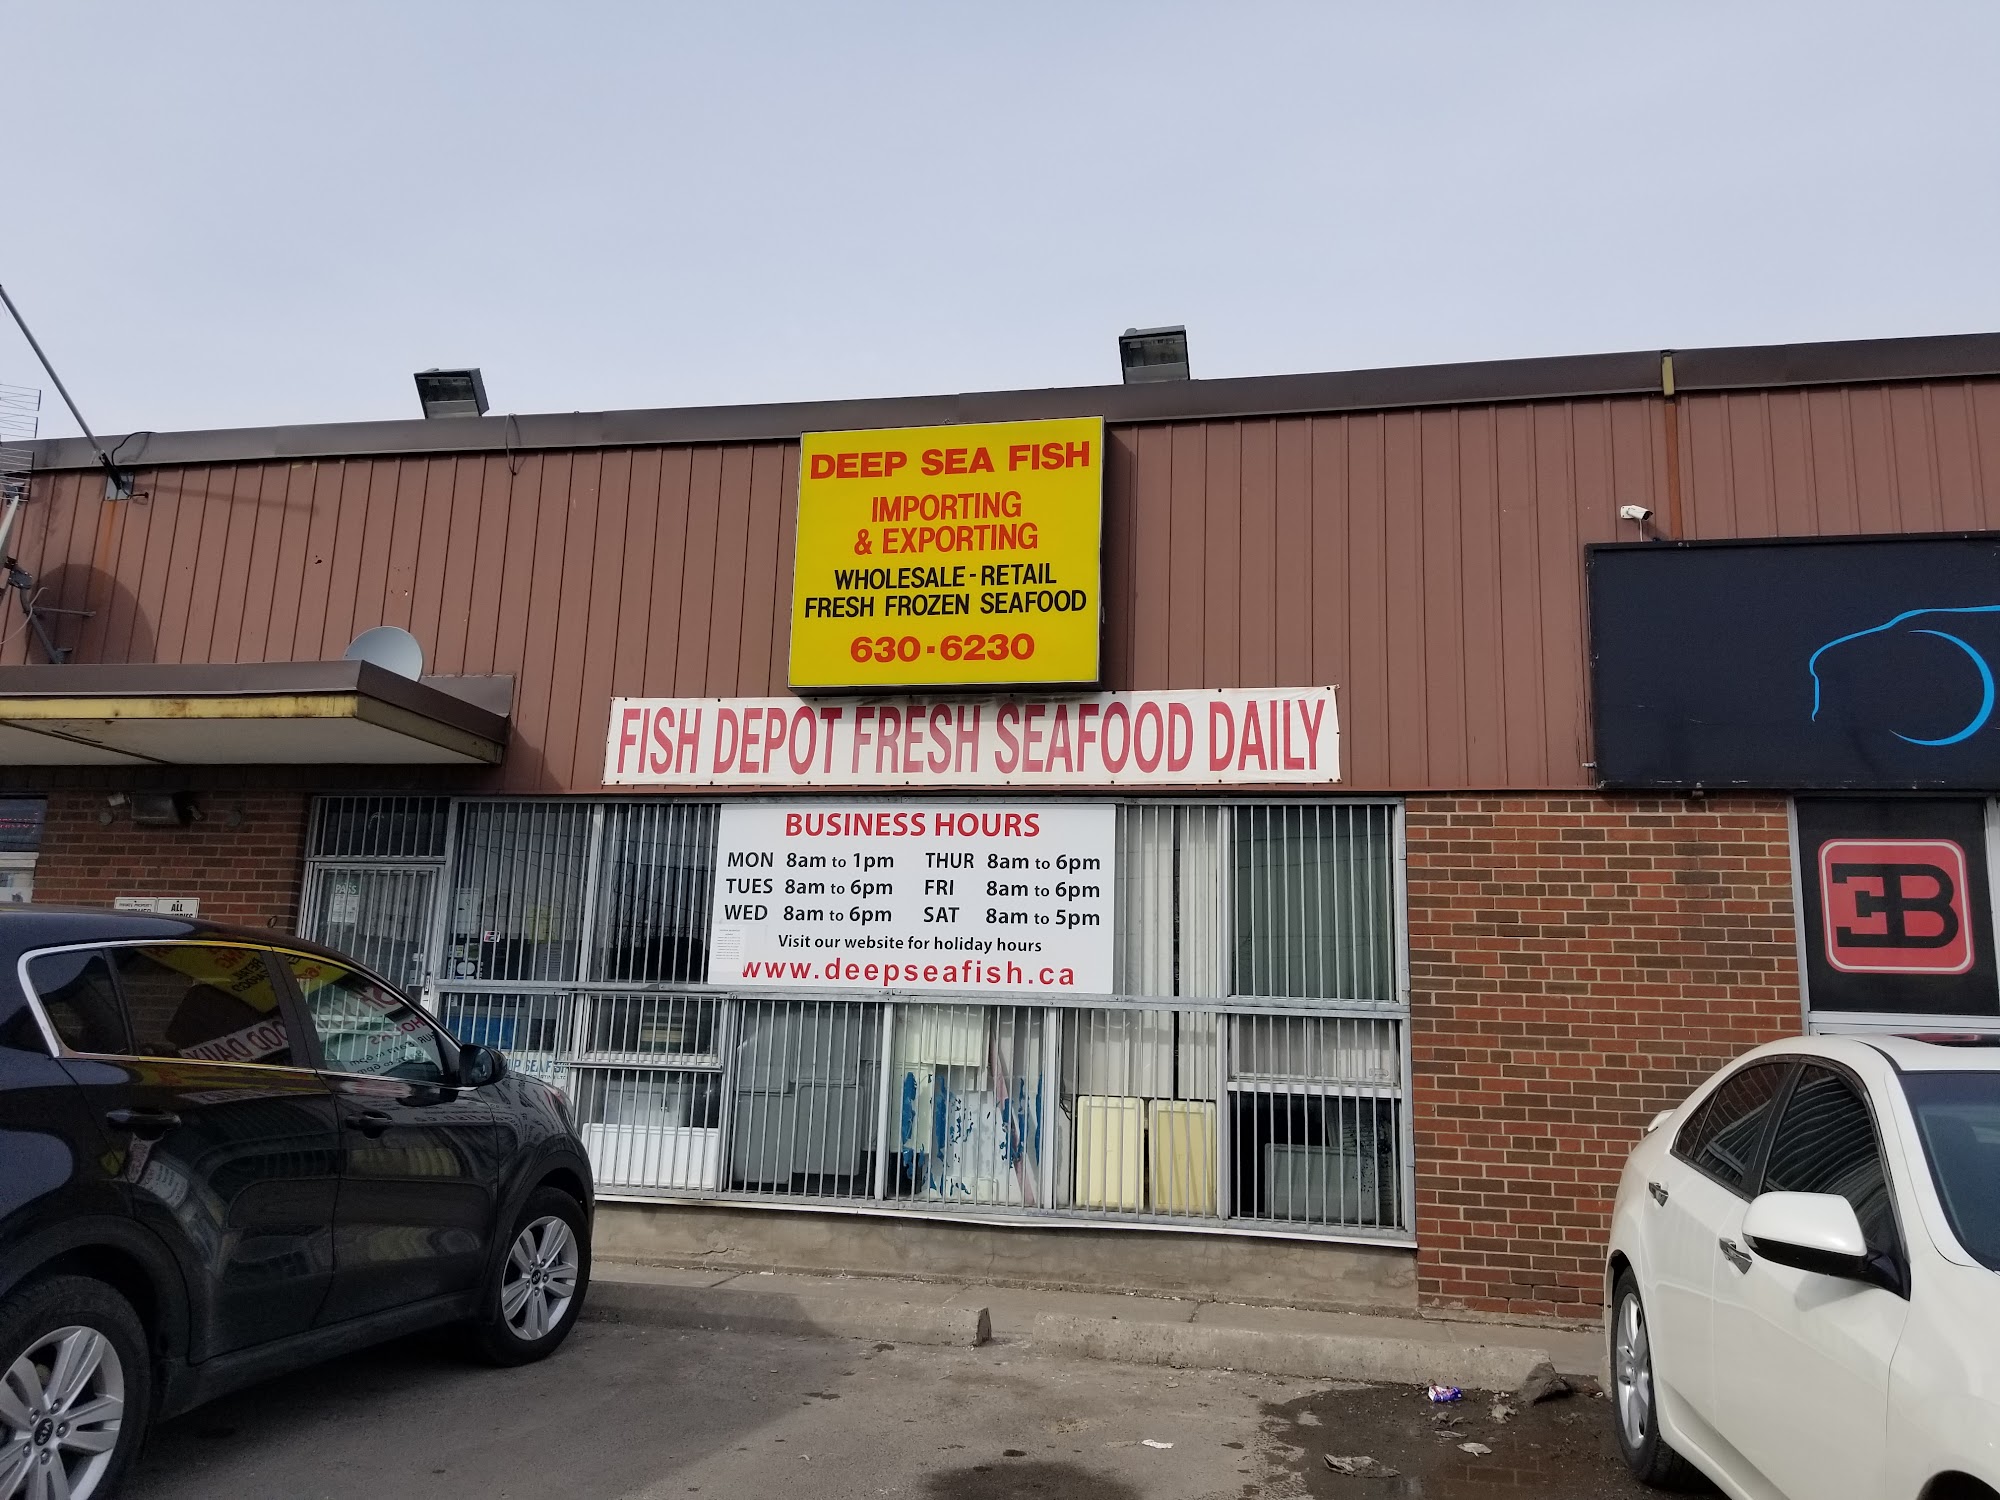 DEEP SEA FISH
IMPORTING
& EXPORTING
WHOLESALE - RETAIL
FRESH FROZEN SEAFOOD
630-6230
FISH DEPOT FRESH SEAFOOD DAILY
BUSINESS HOURS
MON 8am to 1pm THUR 8am to 6pm
TUES 8am to 6pm FRI 8am to 6pm
WED 8am to 6pm SAT 8am to 5pm
Visit our website for holiday hours
www.deepseafish.ca
ALL